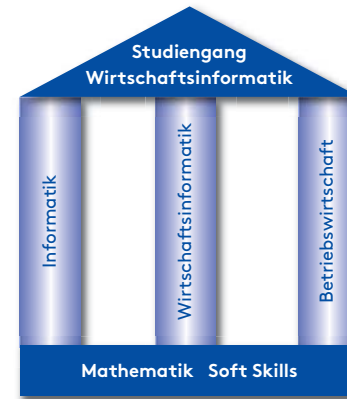 Studiengang
Wirtschaftsinformatik
Informatik
Wirtschaftsinformatik
Betriebswirtschaft
Mathematik Soft Skills